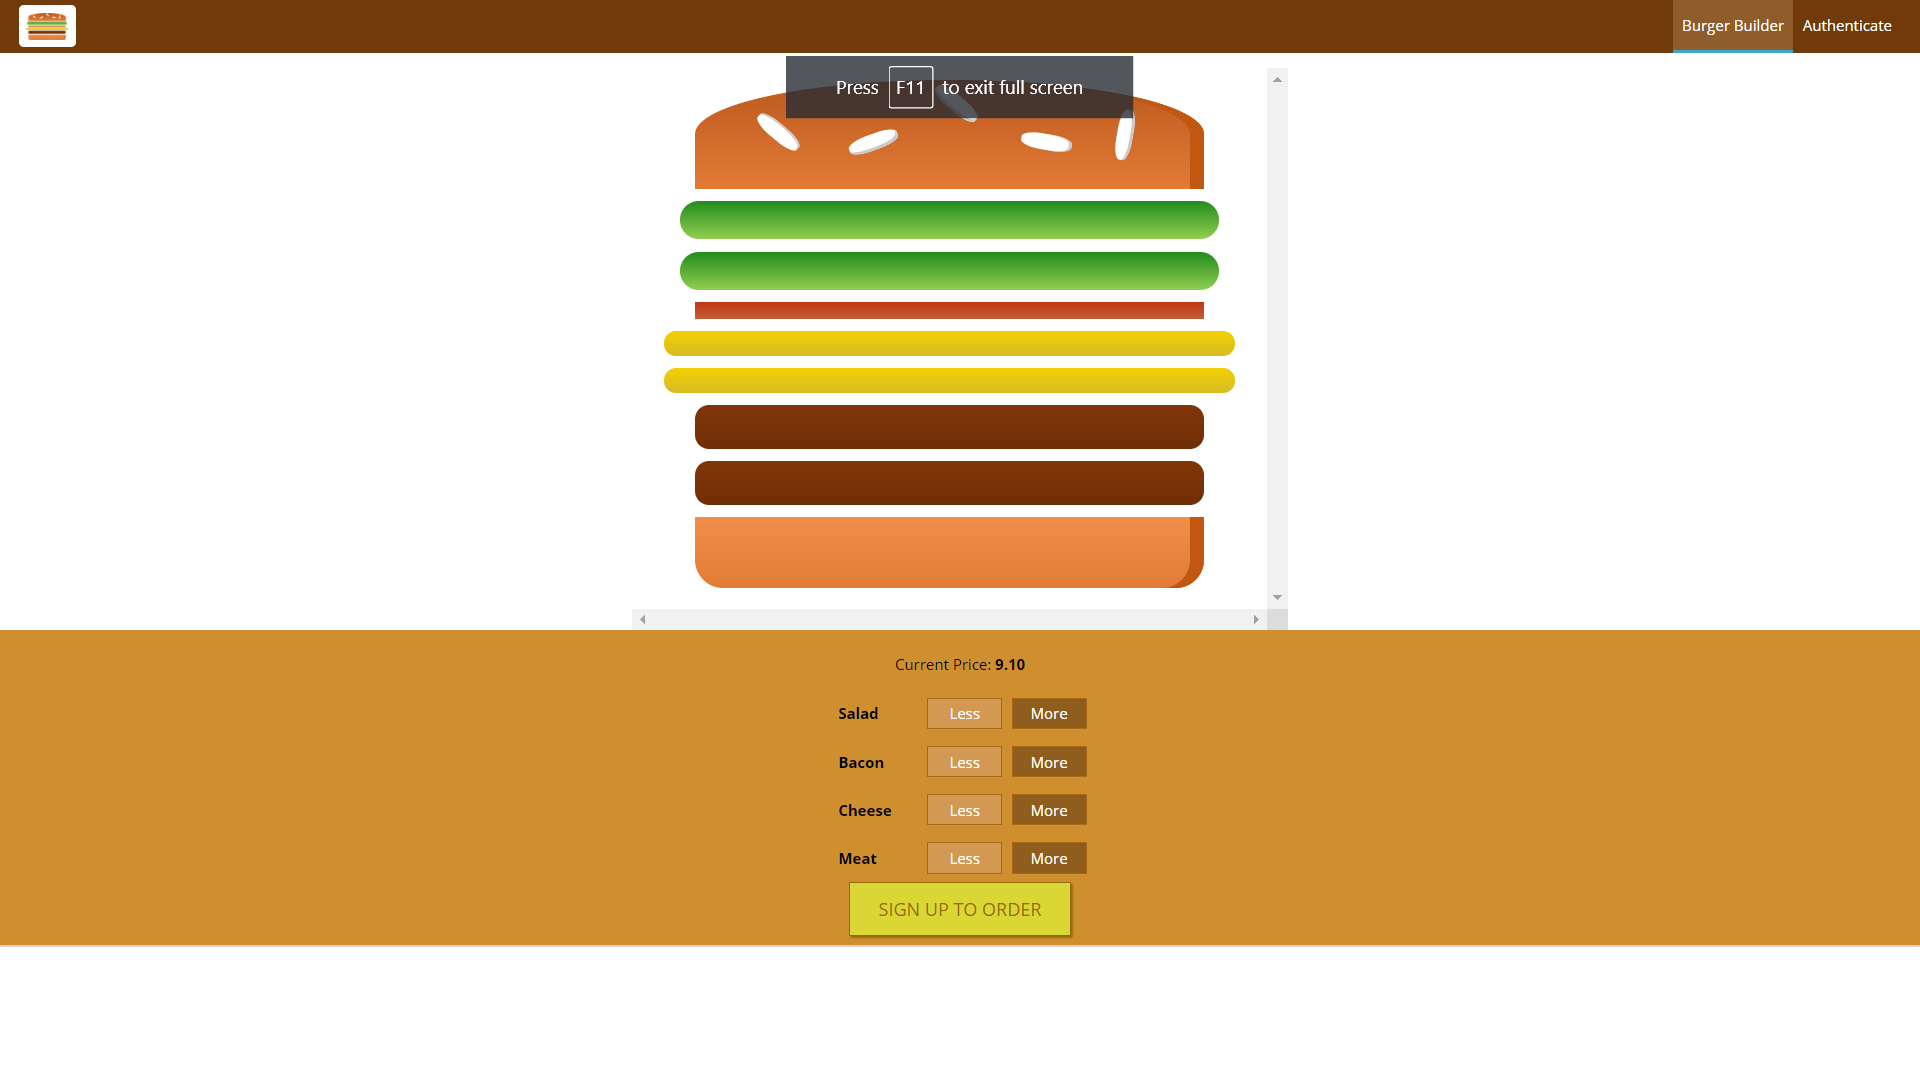 Burger Builder Authenticate
Press F11 to exit full screen
Current Price: 9.10
Salad Less More
Bacon Less More
Cheese Less More
Meat Less More
SIGN UP TO ORDER